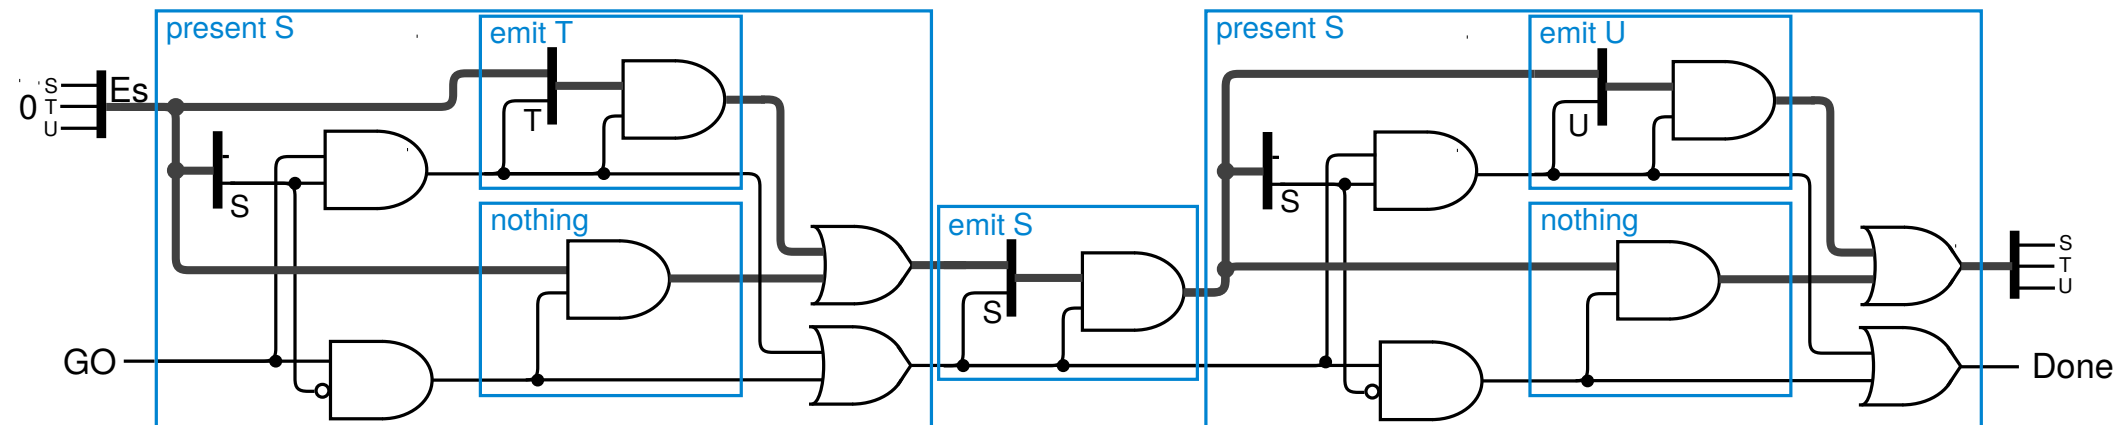 present S
emit T
present S
emit U
S
0 T
U
Es
T
U
S
S
nothing
emit S
nothing
S
S
T
U
GO
Done